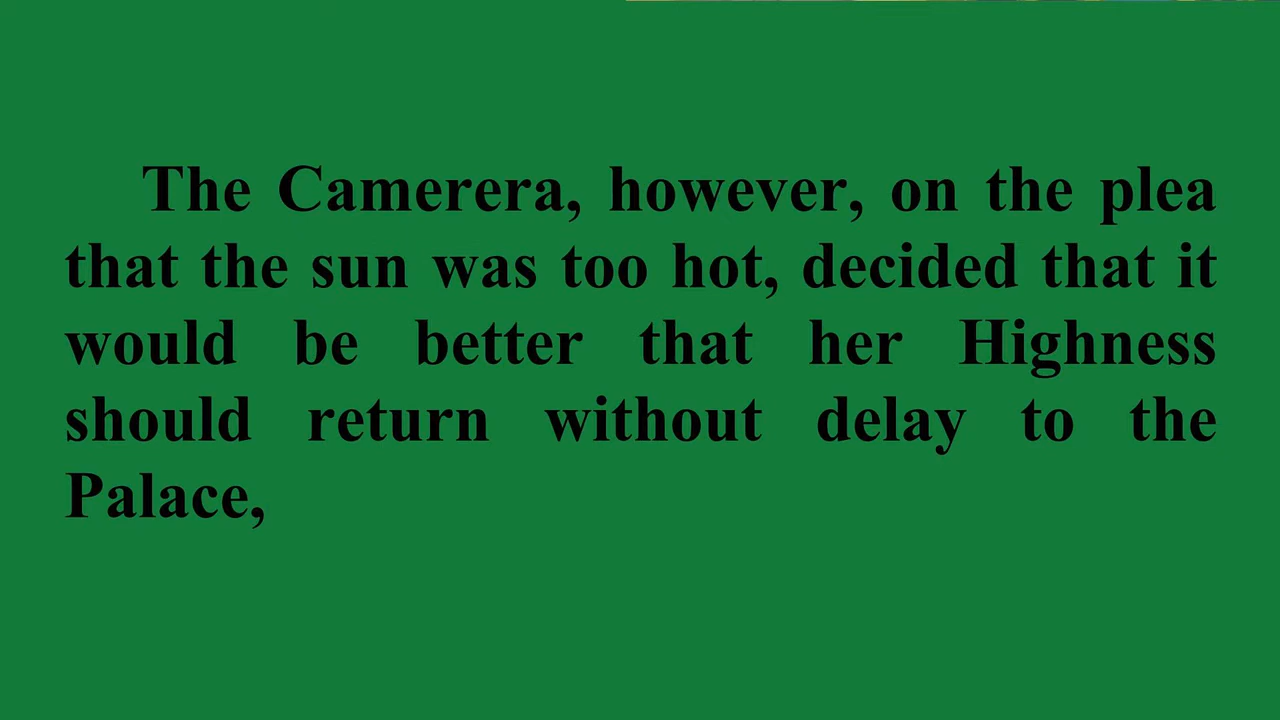 The Camerera, however, on the plea
that the sun was too hot, decided that it
would be better that her Highness
should return without delay to the
Palace,